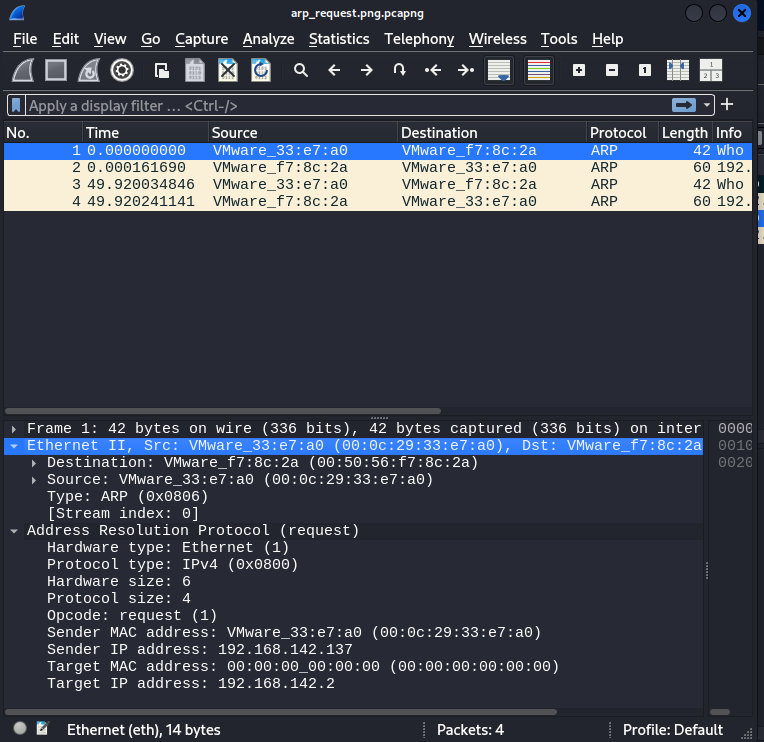 arp_request.png.pcapng
File Edit View Go Capture Analyze Statistics Telephony Wireless Tools Help
Apply a display filter … <Ctrl-/>
No. Time Source Destination Protocol Length Info
1 0.000000000 VMware_33:e7:a0 VMware_f7:8c:2a ARP 42 Who
2 0.000161690 VMware_f7:8c:2a VMware_33:e7:a0 ARP 60 192.
3 49.920034846 VMware_33:e7:a0 VMware_f7:8c:2a ARP 42 Who
4 49.920241141 VMware_f7:8c:2a VMware_33:e7:a0 ARP 60 192.
Frame 1: 42 bytes on wire (336 bits), 42 bytes captured (336 bits) on inter 0000
Ethernet II, Src: VMware_33:e7:a0 (00:0c:29:33:e7:a0), Dst: VMware_f7:8c:2a 0010
Destination: VMware_f7:8c:2a (00:50:56:f7:8c:2a) 0020
Source: VMware_33:e7:a0 (00:0c:29:33:e7:a0)
Type: ARP (0x0806)
[Stream index: 0]
Address Resolution Protocol (request)
Hardware type: Ethernet (1)
Protocol type: IPv4 (0x0800)
Hardware size: 6
Protocol size: 4
Opcode: request (1)
Sender MAC address: VMware_33:e7:a0 (00:0c:29:33:e7:a0)
Sender IP address: 192.168.142.137
Target MAC address: 00:00:00_00:00:00 (00:00:00:00:00:00)
Target IP address: 192.168.142.2
Ethernet (eth), 14 bytes Packets: 4 Profile: Default